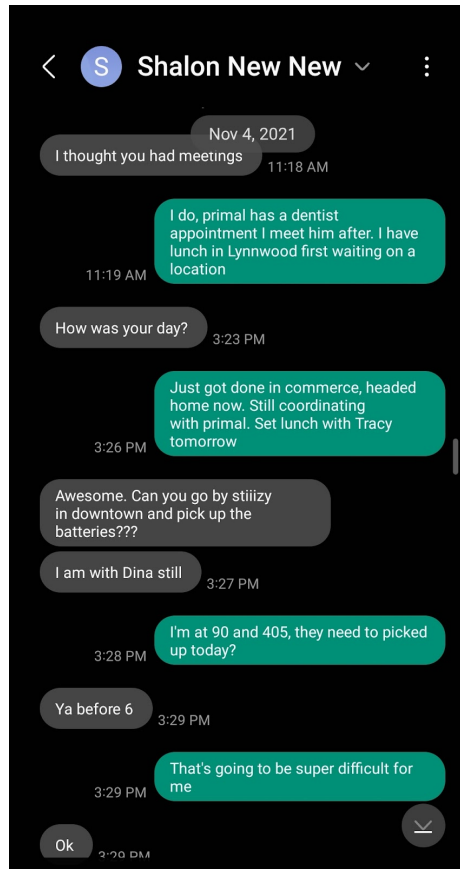 S Shalon New New
Nov 4, 2021
I thought you had meetings
11:18 AM
I do, primal has a dentist
appointment I meet him after. I have
lunch in Lynnwood first waiting on a
location
11:19 AM
How was your day?
3:23 PM
Just got done in commerce, headed
home now. Still coordinating
with primal. Set lunch with Tracy
tomorrow
3:26 PM
Awesome. Can you go by stiiizy
in downtown and pick up the
batteries???
I am with Dina still
3:27 PM
I'm at 90 and 405, they need to picked
up today?
3:28 PM
Ya before 6
3:29 PM
That's going to be super difficult for
me
3:29 PM
Ok
3:29 PM